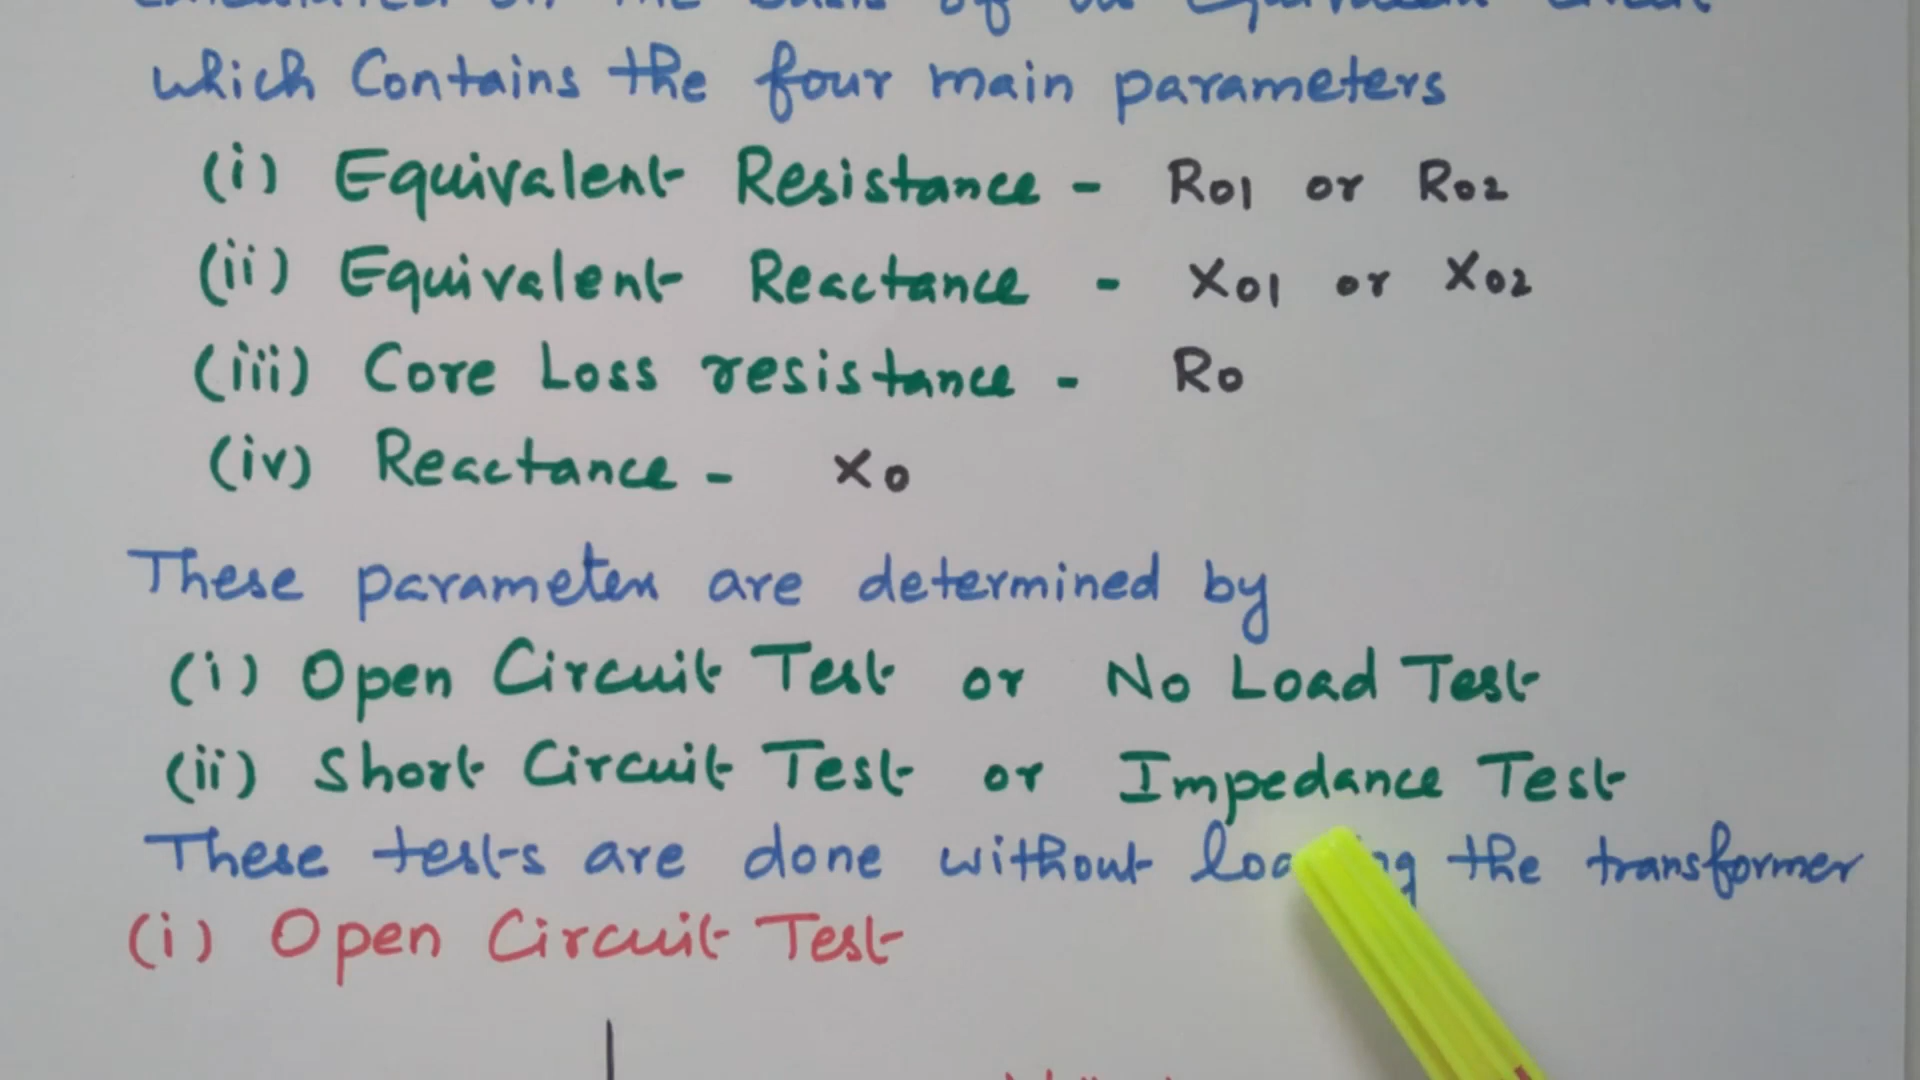 which Contains the four main parameters
(i) Equivalent Resistance - R01 or R02
(ii) Equivalent Reactance - X01 or X02
(iii) Core Loss resistance - R0
(iv) Reactance - X0
These parameters are determined by
(i) Open Circuit Test or No Load Test
(ii) Short Circuit Test or Impedance Test
These tests are done without the transformer
(i) Open Circuit Test